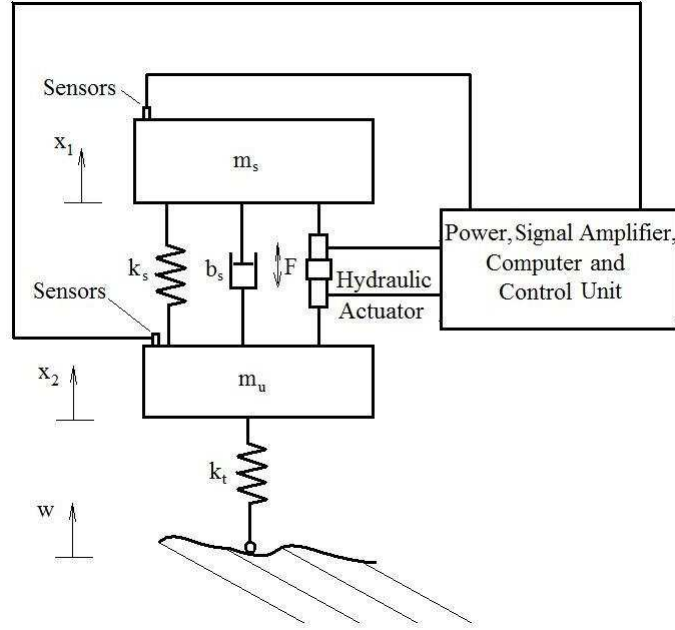 Sensors
x1
ms
Power, Signal Amplifier,
Computer and
Control Unit
ks
bs
F
Hydraulic
Actuator
Sensors
x2
mu
kt
w